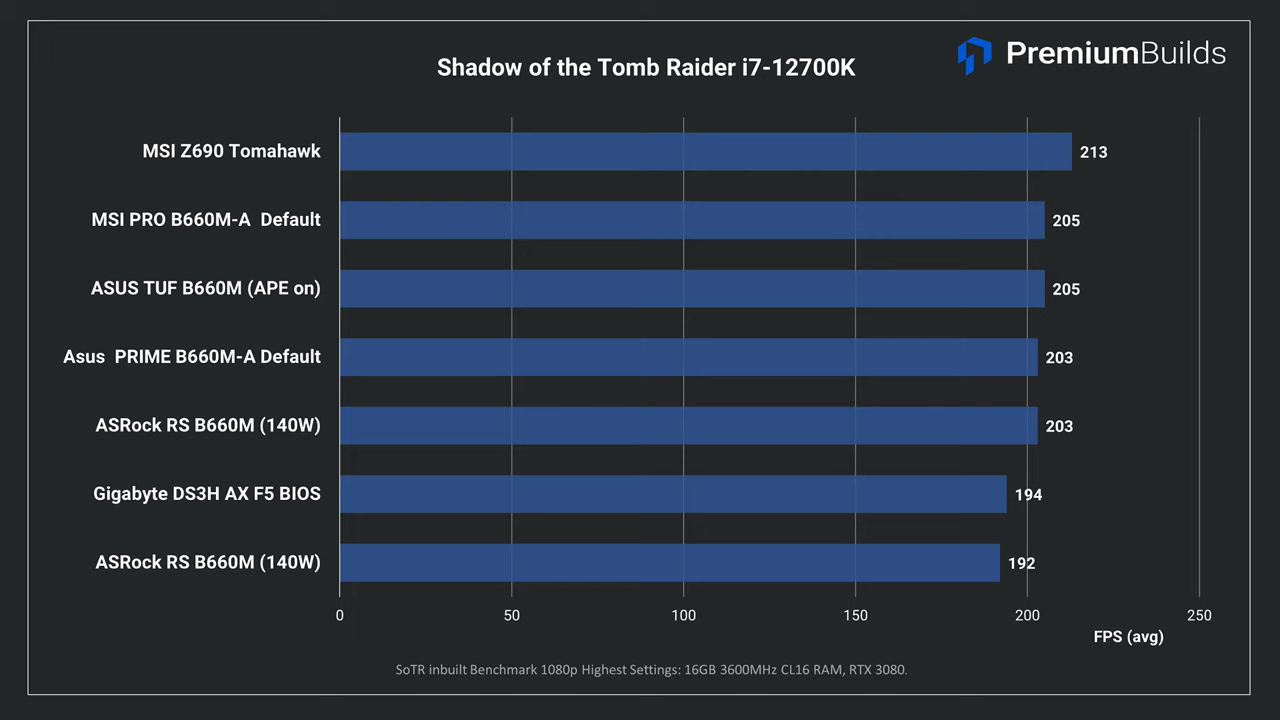 PremiumBuilds
Shadow of the Tomb Raider i7-12700K
MSI Z690 Tomahawk 213
MSI PRO B660M-A  Default 205
ASUS TUF B660M (APE on) 205
Asus  PRIME B660M-A Default 203
ASRock RS B660M (140W) 203
Gigabyte DS3H AX F5 BIOS 194
ASRock RS B660M (140W) 192
0 50 100 150 200 250
FPS (avg)
SoTR inbuilt Benchmark 1080p Highest Settings: 16GB 3600MHz CL16 RAM, RTX 3080.